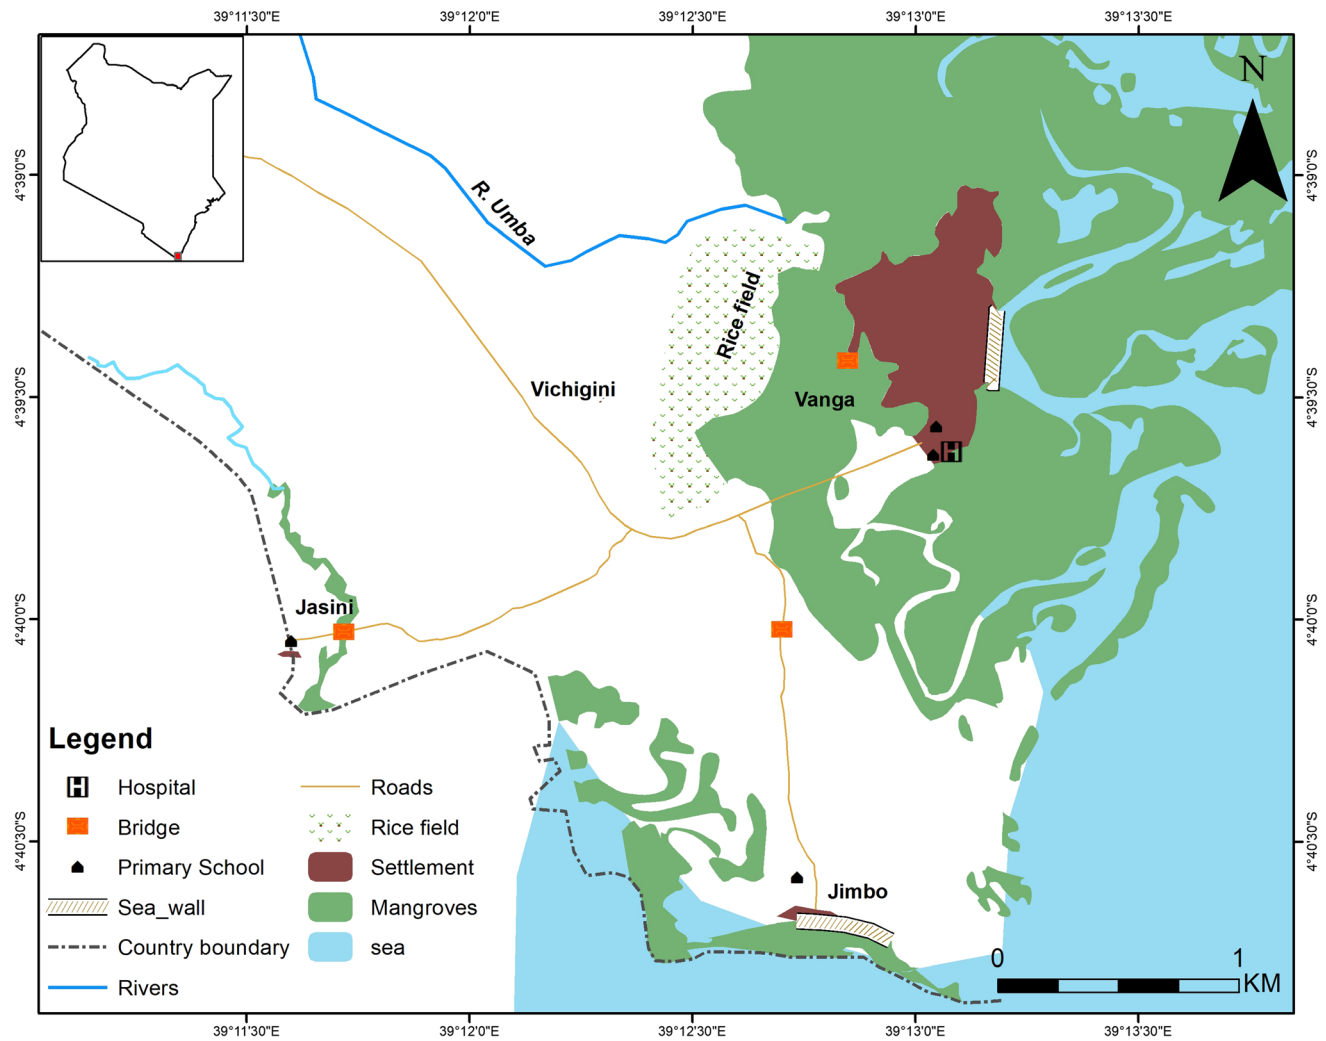 39°11'30"E
39°12'0"E
39°12'30"E
39°13'0"E
39°13'30"E
N
4°39'0"S
4°39'0"S
R. Umba
Rice field
Vichigini
Vanga
4°39'30"S
4°39'30"S
H
Jasini
4°40'0"S
4°40'0"S
Legend
H Hospital
Bridge
Primary School
Sea_wall
Country boundary
Rivers
Roads
Rice field
Settlement
Mangroves
sea
4°40'30"S
4°40'30"S
Jimbo
0 1
KM
39°11'30"E
39°12'0"E
39°12'30"E
39°13'0"E
39°13'30"E